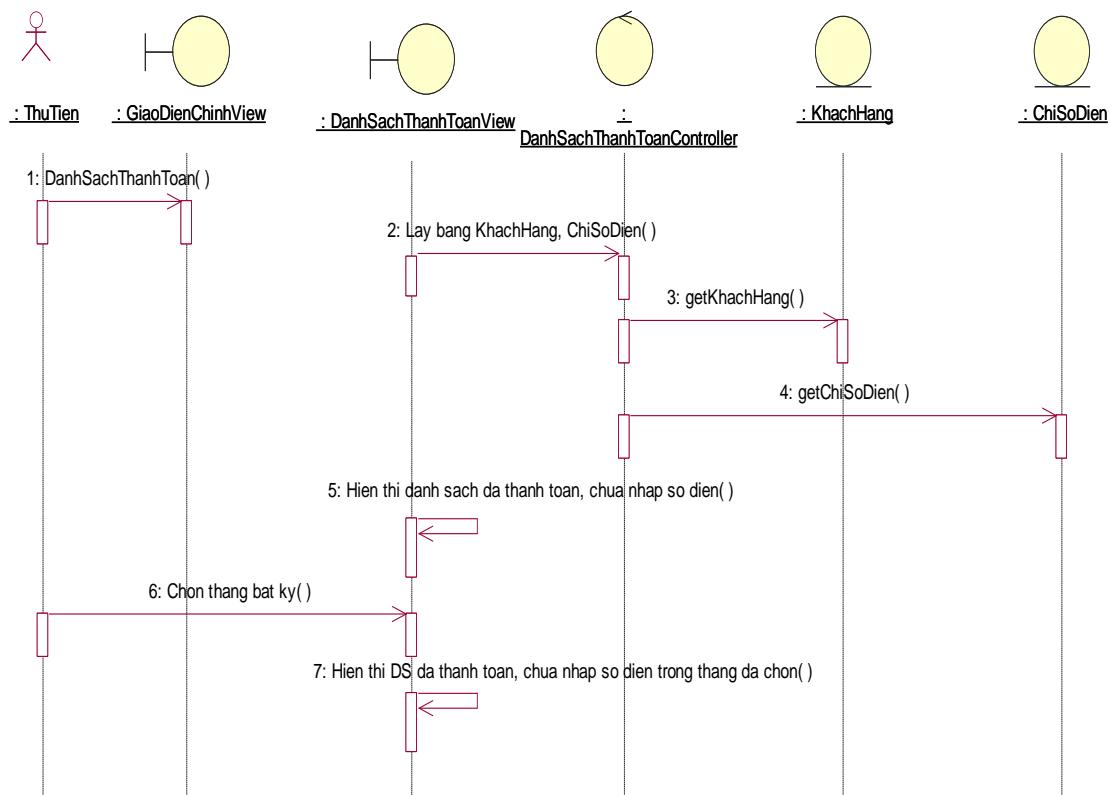 : ThuTien
: GiaoDienChinhView
: DanhSachThanhToanView
:
DanhSachThanhToanController
: KhachHang
: ChiSoDien
1: DanhSachThanhToan( )
2: Lay bang KhachHang, ChiSoDien( )
3: getKhachHang( )
4: getChiSoDien( )
5: Hien thi danh sach da thanh toan, chua nhap so dien( )
6: Chon thang bat ky( )
7: Hien thi DS da thanh toan, chua nhap so dien trong thang da chon( )